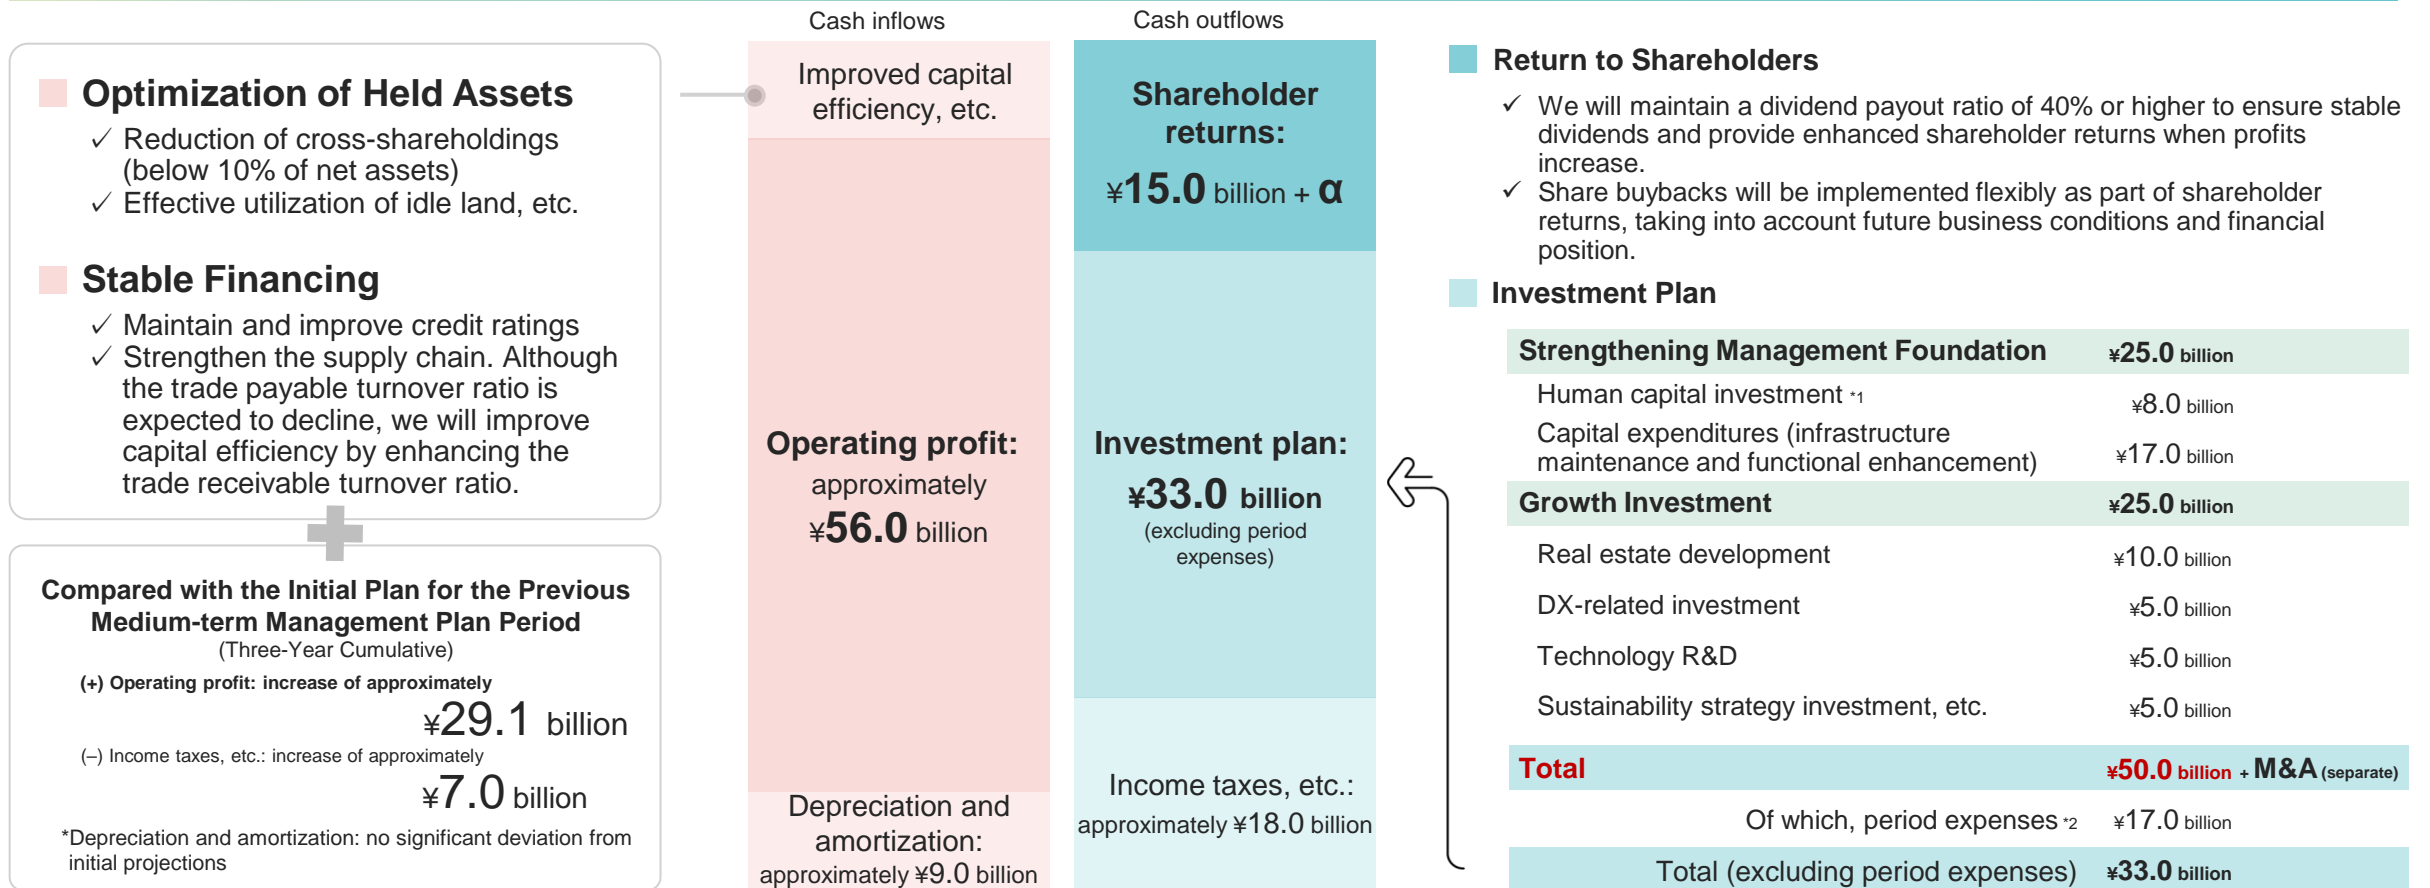 Cash inflows
Cash outflows
Optimization of Held Assets
✓ Reduction of cross-shareholdings
(below 10% of net assets)
✓ Effective utilization of idle land, etc.
Stable Financing
✓ Maintain and improve credit ratings
✓ Strengthen the supply chain. Although
the trade payable turnover ratio is
expected to decline, we will improve
capital efficiency by enhancing the
trade receivable turnover ratio.
Compared with the Initial Plan for the Previous
Medium-term Management Plan Period
(Three-Year Cumulative)
(+) Operating profit: increase of approximately
¥29.1 billion
(–) Income taxes, etc.: increase of approximately
¥7.0 billion
*Depreciation and amortization: no significant deviation from
initial projections
Improved capital
efficiency, etc.
Operating profit:
approximately
¥56.0 billion
Depreciation and
amortization:
approximately ¥9.0 billion
Shareholder
returns:
¥15.0 billion + α
Investment plan:
¥33.0 billion
(excluding period
expenses)
Income taxes, etc.:
approximately ¥18.0 billion
Return to Shareholders
✓ We will maintain a dividend payout ratio of 40% or higher to ensure stable
dividends and provide enhanced shareholder returns when profits
increase.
✓ Share buybacks will be implemented flexibly as part of shareholder
returns, taking into account future business conditions and financial
position.
Investment Plan
Strengthening Management Foundation ¥25.0 billion
Human capital investment *1 ¥8.0 billion
Capital expenditures (infrastructure
maintenance and functional enhancement) ¥17.0 billion
Growth Investment ¥25.0 billion
Real estate development ¥10.0 billion
DX-related investment ¥5.0 billion
Technology R&D ¥5.0 billion
Sustainability strategy investment, etc. ¥5.0 billion
Total ¥50.0 billion + M&A (separate)
Of which, period expenses *2 ¥17.0 billion
Total (excluding period expenses) ¥33.0 billion